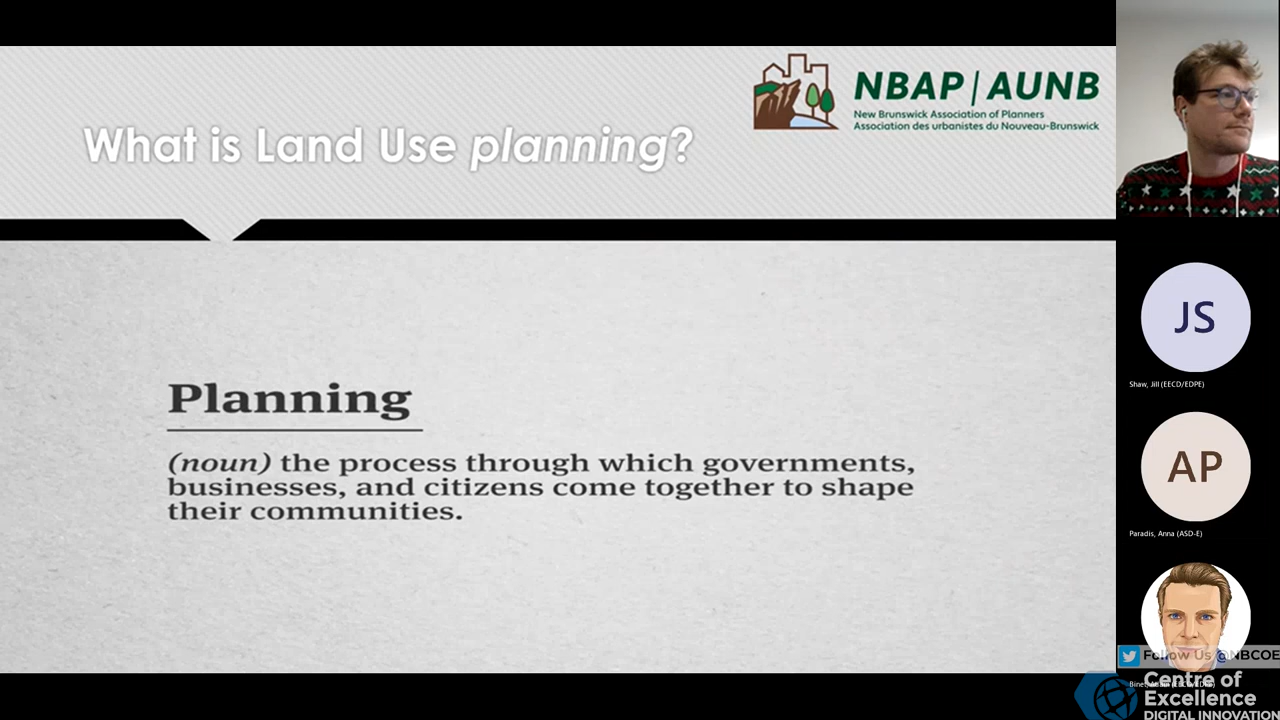 What is Land Use planning?
NBAP | AUNB
New Brunswick Association of Planners
Association des urbanistes du Nouveau-Brunswick
Planning
(noun) the process through which governments,
businesses, and citizens come together to shape
their communities.
JS
Shaw, Jill (EECD/EDPE)
AP
Paradis, Anna (ASD-E)
Follow Us @NBCOE
Centre of
Excellence
DIGITAL INNOVATION